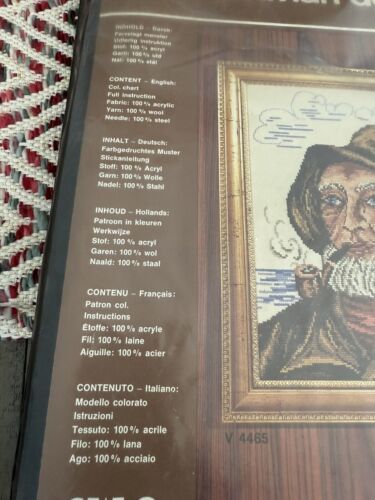 INHOLD – Dansk:
Farvelagt mønster
Udførlig instruktion
Stof: 100 % acryl
Garn: 100 % uld
Nål: 100 % stål
CONTENT – English:
Col. chart
Full instruction
Fabric: 100 % acrylic
Yarn: 100 % wool
Needle: 100 % steel
INHALT – Deutsch:
Farbgedruchtes Muster
Stickanleitung
Stoff: 100 % Acryl
Garn: 100 % Wolle
Nadel: 100 % Stahl
INHOUD – Hollands:
Patroon in kleuren
Werkwijze
Stof: 100 % acryl
Garen: 100 % wol
Naald: 100 % staal
CONTENU – Français:
Patron col.
Instructions
Étoffe: 100 % acryle
Fil: 100 % laine
Aiguille: 100 % acier
CONTENUTO – Italiano:
Modello colorato
Istruzioni
Tessuto: 100 % acrile
Filo: 100 % lana
Ago: 100 % acciaio
V 4465